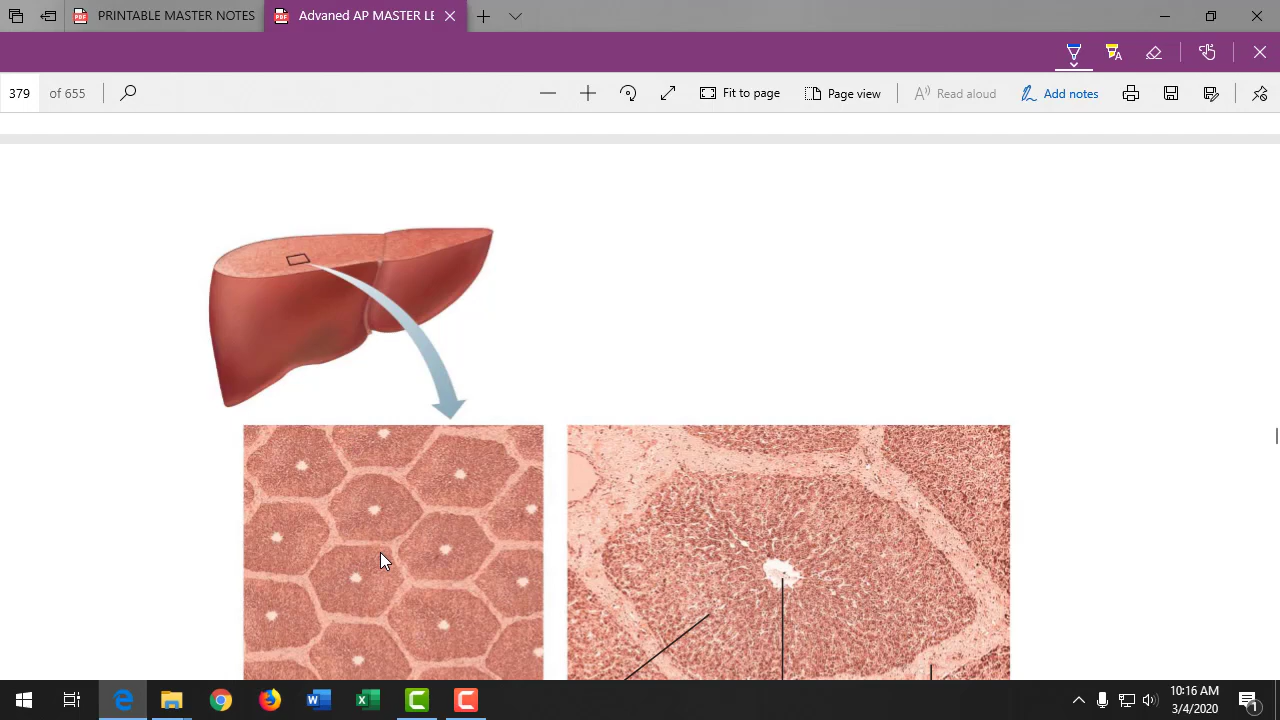 PRINTABLE MASTER NOTES
Advaned AP MASTER LE
379 of 655
Fit to page
Page view
Read aloud
Add notes
10:16 AM
3/4/2020
1